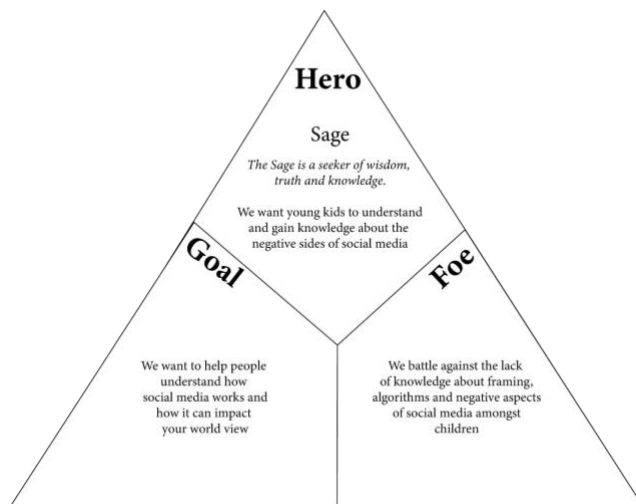 Hero
Sage
The Sage is a seeker of wisdom,
truth and knowledge.
We want young kids to understand
and gain knowledge about the
negative sides of social media
Goal
We want to help people
understand how
social media works and
how it can impact
your world view
Foe
We battle against the lack
of knowledge about framing,
algorithms and negative aspects
of social media amongst
children